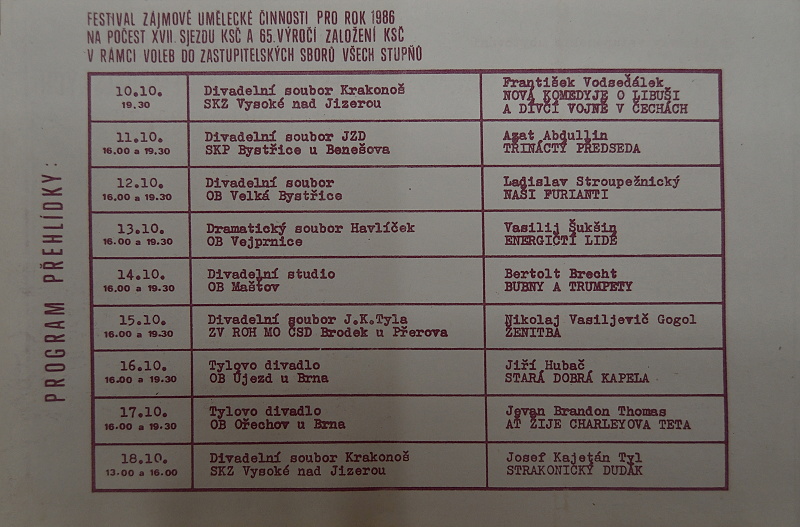 FESTIVAL ZÁJMOVÉ UMĚLECKÉ ČINNOSTI PRO ROK 1986
NA POČEST XVII. SJEZDU KSČ A 65. VÝROČÍ ZALOŽENÍ KSČ
V RÁMCI VOLEB DO ZASTUPITELSKÝCH SBORŮ VŠECH STUPŇŮ
PROGRAM PŘEHLÍDKY:
10.10.
19.30
Divadelní soubor Krakonoš
SKZ Vysoké nad Jizerou
František Vodseďálek
NOVÁ KOMEDYJE O LIBUŠI
A DÍVČÍ VOJNĚ V ČECHÁCH
11.10.
16.00 a 19.30
Divadelní soubor JZD
SKP Bystřice u Benešova
Azat Abdullin
TŘINÁCTÝ PŘEDSEDA
12.10.
16.00 a 19.30
Divadelní soubor
OB Velká Bystřice
Ladislav Stroupežnický
NAŠI FURIANTI
13.10.
16.00 a 19.30
Dramatický soubor Havlíček
OB Vejprnice
Vasilij Šukšin
ENERGIČTÍ LIDÉ
14.10.
16.00 a 19.30
Divadelní studio
OB Mašťov
Bertolt Brecht
BUBNY A TRUMPETY
15.10.
16.00 a 19.30
Divadelní soubor J.K.Tyla
ZV ROH MO ČSD Brodek u Přerova
Nikolaj Vasiljevič Gogol
ŽENITBA
16.10.
16.00 a 19.30
Tylovo divadlo
OB Újezd u Brna
Jiří Hubač
STARÁ DOBRÁ KAPELA
17.10.
16.00 a 19.30
Tylovo divadlo
OB Ořechov u Brna
Jevan Brandon Thomas
AŤ ŽIJE CHARLEYOVA TETA
18.10.
13.00 a 16.00
Divadelní soubor Krakonoš
SKZ Vysoké nad Jizerou
Josef Kajetán Tyl
STRAKONICKÝ DUDÁK